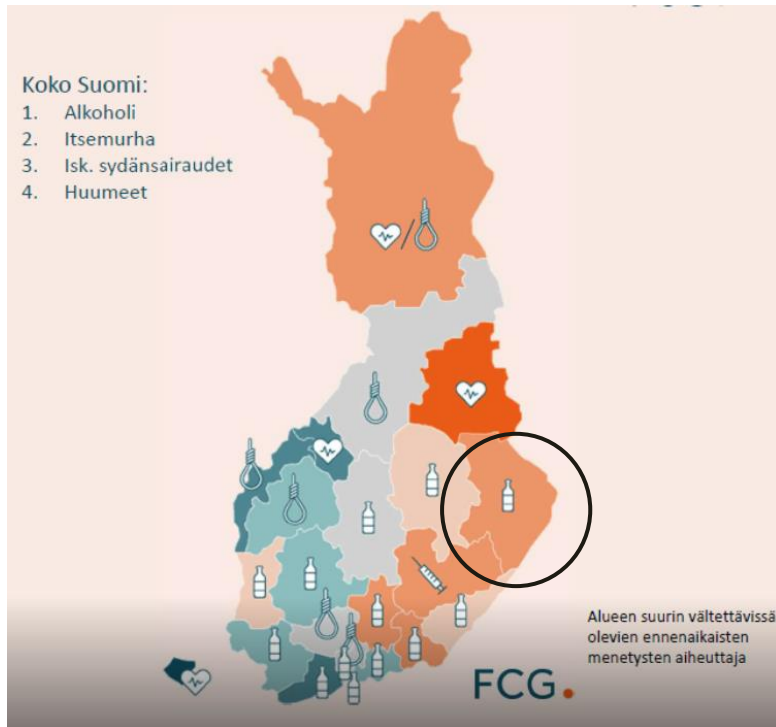 Koko Suomi:
1. Alkoholi
2. Itsemurha
3. Isk. sydänsairaudet
4. Huumeet
Alueen suurin vältettävissä
olevien ennenaikaisten
menetysten aiheuttaja
FCG.